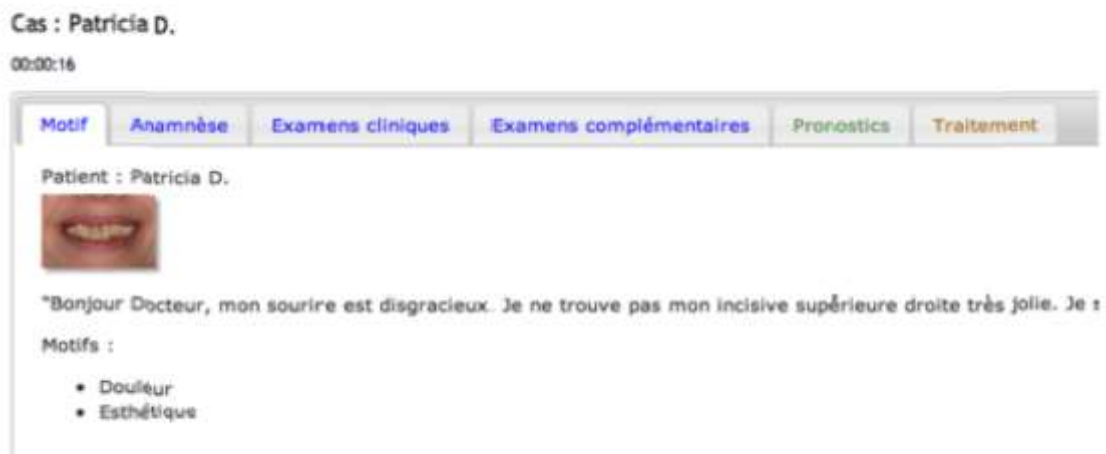 Cas : Patricia D.
00:00:16
Motif Anamnèse Examens cliniques Examens complémentaires Pronostics Traitement
Patient : Patricia D.
"Bonjour Docteur, mon sourire est disgracieux. Je ne trouve pas mon incisive supérieure droite très jolie. Je s
Motifs :
• Douleur
• Esthétique